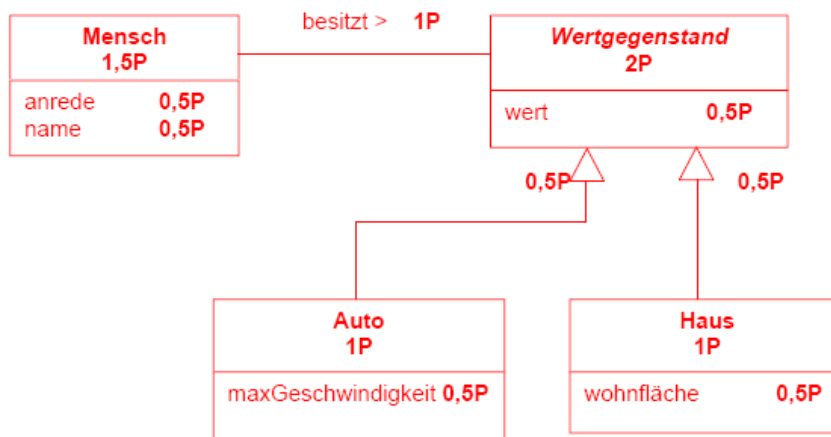 besitzt > 1P
Mensch
1,5P
anrede 0,5P
name 0,5P
Wertgegenstand
2P
wert 0,5P
0,5P
0,5P
Auto
1P
maxGeschwindigkeit 0,5P
Haus
1P
wohnfläche 0,5P